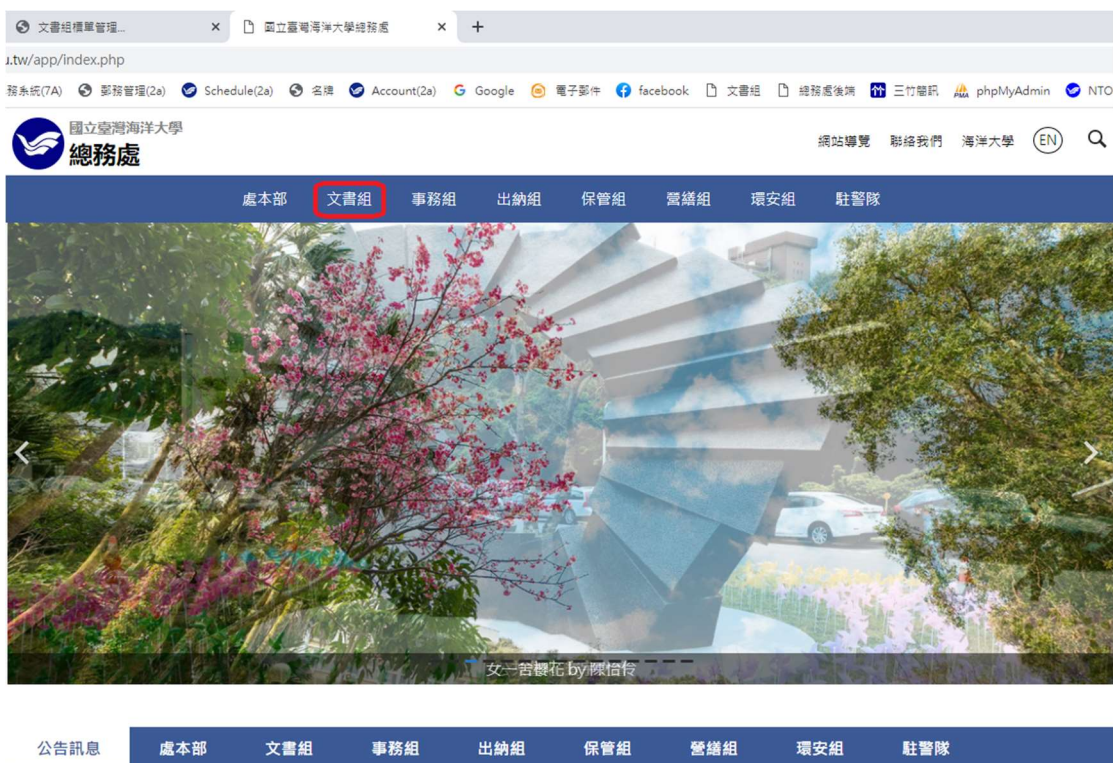 文書組櫃單管理...
國立臺灣海洋大學總務處
u.tw/app/index.php
務系統(7A) 郵務管理(2a) Schedule(2a) 名牌 Account(2a) Google 電子郵件 facebook 文書組 總務處後端 三竹簡訊 phpMyAdmin NTO
國立臺灣海洋大學
總務處
網站導覽 聯絡我們 海洋大學 EN
處本部 文書組 事務組 出納組 保管組 營繕組 環安組 駐警隊
櫻花 by 陳怡伶
公告訊息 處本部 文書組 事務組 出納組 保管組 營繕組 環安組 駐警隊